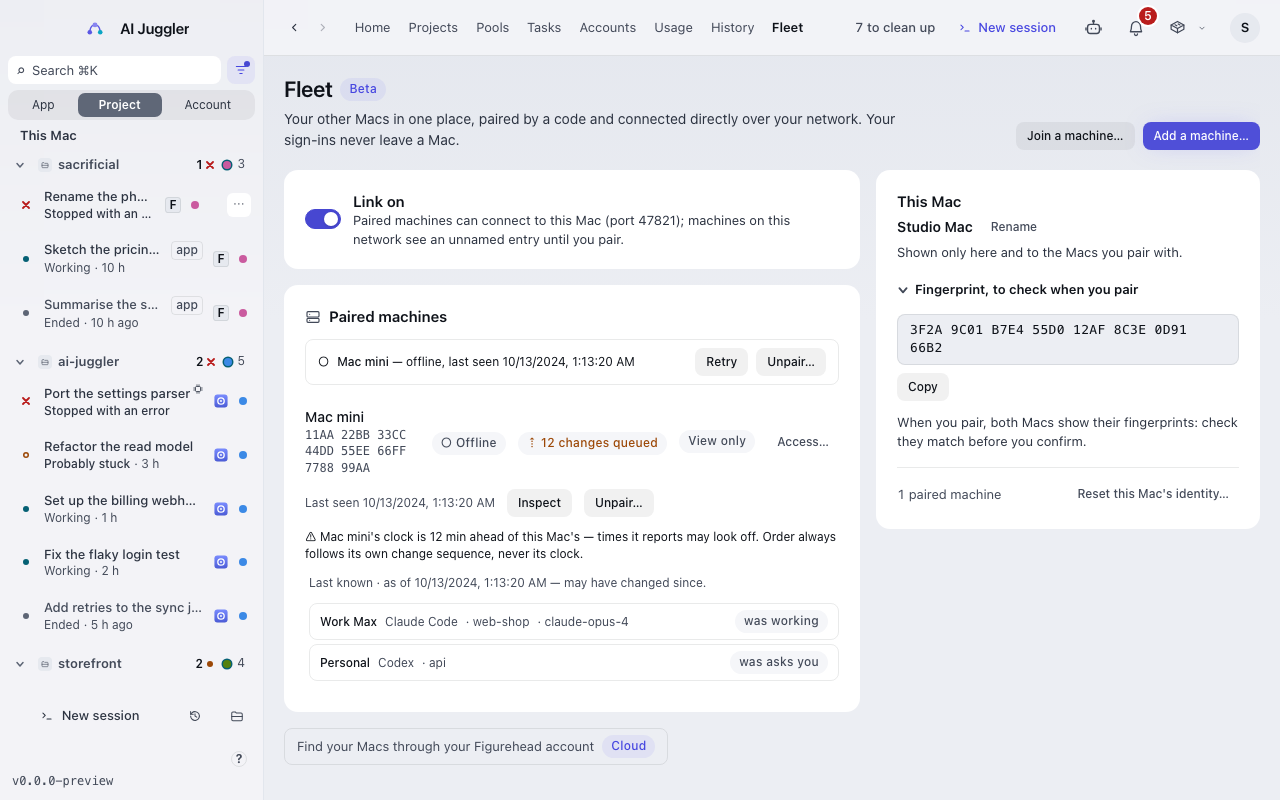 AI Juggler
Search ⌘K
App Project Account
This Mac
sacrificial 1 3
Rename the ph... F
Stopped with an ...
Sketch the pricin... app F
Working · 10 h
Summarise the s... app F
Ended · 10 h ago
ai-juggler 2 5
Port the settings parser
Stopped with an error
Refactor the read model
Probably stuck · 3 h
Set up the billing webh...
Working · 1 h
Fix the flaky login test
Working · 2 h
Add retries to the sync j...
Ended · 5 h ago
storefront 2 4
New session
?
v0.0.0-preview
Home Projects Pools Tasks Accounts Usage History Fleet 7 to clean up New session 5 S
Fleet Beta
Your other Macs in one place, paired by a code and connected directly over your network. Your
sign-ins never leave a Mac.
Join a machine... Add a machine...
Link on
Paired machines can connect to this Mac (port 47821); machines on this
network see an unnamed entry until you pair.
Paired machines
Mac mini — offline, last seen 10/13/2024, 1:13:20 AM Retry Unpair...
Mac mini
11AA 22BB 33CC
44DD 55EE 66FF
7788 99AA
Offline ↑ 12 changes queued View only Access...
Last seen 10/13/2024, 1:13:20 AM Inspect Unpair...
⚠ Mac mini's clock is 12 min ahead of this Mac's — times it reports may look off. Order always
follows its own change sequence, never its clock.
Last known · as of 10/13/2024, 1:13:20 AM — may have changed since.
Work Max Claude Code · web-shop · claude-opus-4 was working
Personal Codex · api was asks you
Find your Macs through your Figurehead account Cloud
This Mac
Studio Mac Rename
Shown only here and to the Macs you pair with.
Fingerprint, to check when you pair
3F2A 9C01 B7E4 55D0 12AF 8C3E 0D91
66B2
Copy
When you pair, both Macs show their fingerprints: check
they match before you confirm.
1 paired machine Reset this Mac's identity...